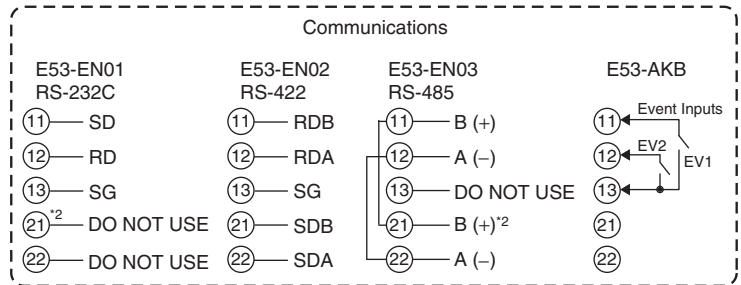 Communications
E53-EN01 E53-EN02 E53-EN03 E53-AKB
RS-232C RS-422 RS-485
11 SD 11 RDB 11 B (+) 11 Event Inputs
12 RD 12 RDA 12 A (−) 12 EV2 EV1
13 SG 13 SG 13 DO NOT USE 13
21 *2 DO NOT USE 21 SDB 21 B (+)*2 21
22 DO NOT USE 22 SDA 22 A (−) 22